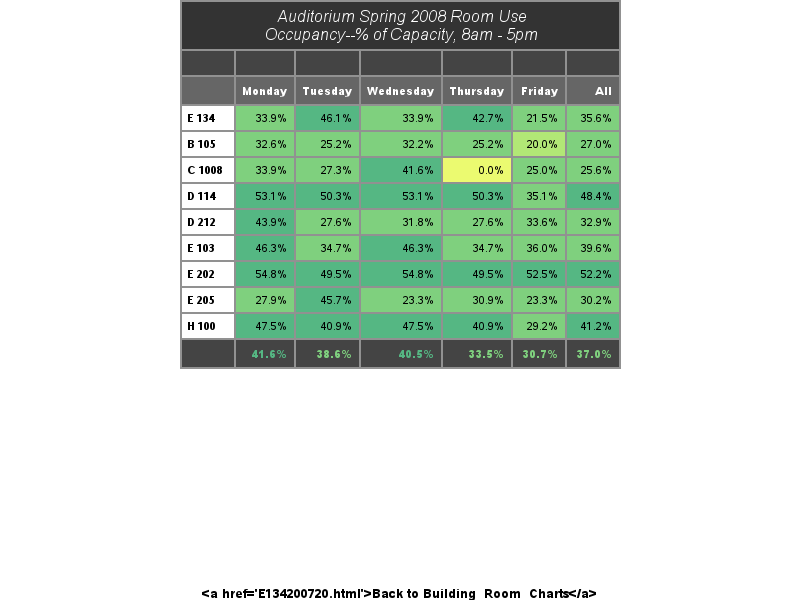 Auditorium Spring 2008 Room Use
Occupancy--% of Capacity, 8am - 5pm
Monday Tuesday Wednesday Thursday Friday All
E 134 33.9% 46.1% 33.9% 42.7% 21.5% 35.6%
B 105 32.6% 25.2% 32.2% 25.2% 20.0% 27.0%
C 1008 33.9% 27.3% 41.6% 0.0% 25.0% 25.6%
D 114 53.1% 50.3% 53.1% 50.3% 35.1% 48.4%
D 212 43.9% 27.6% 31.8% 27.6% 33.6% 32.9%
E 103 46.3% 34.7% 46.3% 34.7% 36.0% 39.6%
E 202 54.8% 49.5% 54.8% 49.5% 52.5% 52.2%
E 205 27.9% 45.7% 23.3% 30.9% 23.3% 30.2%
H 100 47.5% 40.9% 47.5% 40.9% 29.2% 41.2%
41.6% 38.6% 40.5% 33.5% 30.7% 37.0%
<a href='E134200720.html'>Back to Building_Room_Charts</a>